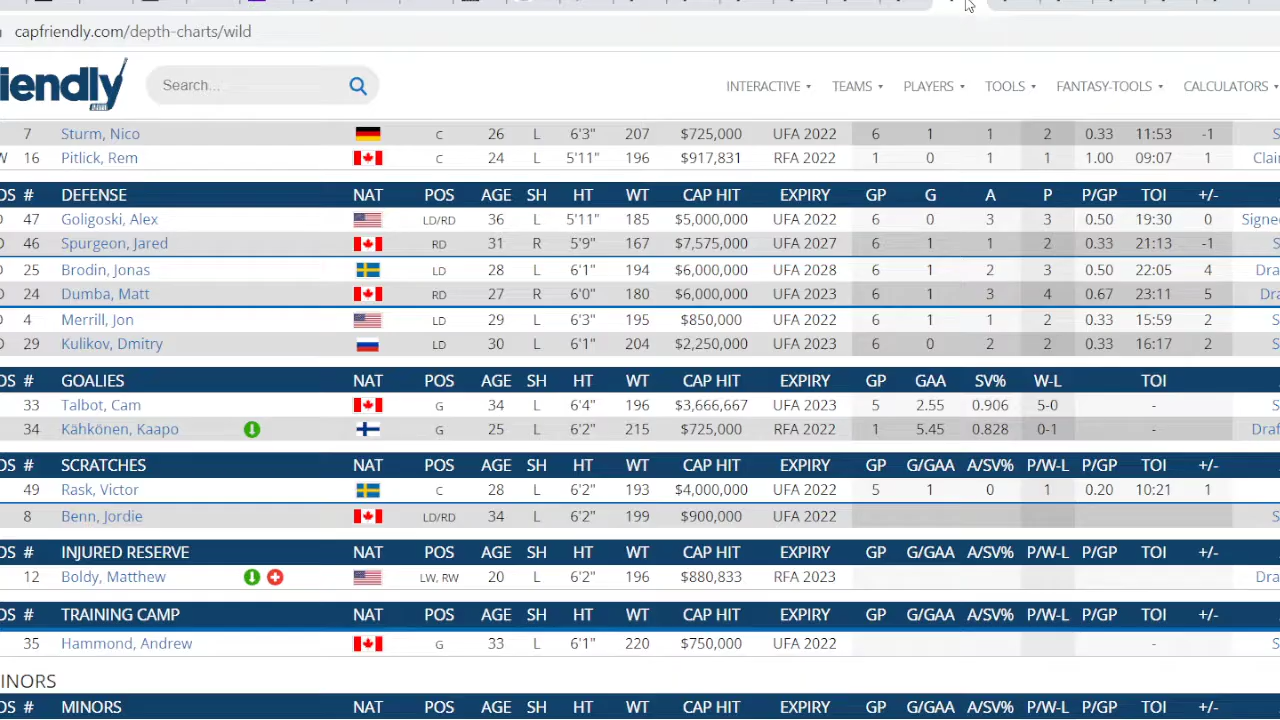 capfriendly.com/depth-charts/wild
iendly Search... INTERACTIVE TEAMS PLAYERS TOOLS FANTASY-TOOLS CALCULATORS
7 Sturm, Nico C 26 L 6'3" 207 $725,000 UFA 2022 6 1 1 2 0.33 11:53 -1 S
W 16 Pitlick, Rem C 24 L 5'11" 196 $917,831 RFA 2022 1 0 1 1 1.00 09:07 1 Clai
OS # DEFENSE NAT POS AGE SH HT WT CAP HIT EXPIRY GP G A P P/GP TOI +/-
D 47 Goligoski, Alex LD/RD 36 L 5'11" 185 $5,000,000 UFA 2022 6 0 3 3 0.50 19:30 0 Signe
D 46 Spurgeon, Jared RD 31 R 5'9" 167 $7,575,000 UFA 2027 6 1 1 2 0.33 21:13 -1 S
D 25 Brodin, Jonas LD 28 L 6'1" 194 $6,000,000 UFA 2028 6 1 2 3 0.50 22:05 4 Dra
D 24 Dumba, Matt RD 27 R 6'0" 180 $6,000,000 UFA 2023 6 1 3 4 0.67 23:11 5 Dra
D 4 Merrill, Jon LD 29 L 6'3" 195 $850,000 UFA 2022 6 1 1 2 0.33 15:59 2 S
D 29 Kulikov, Dmitry LD 30 L 6'1" 204 $2,250,000 UFA 2023 6 0 2 2 0.33 16:17 2 S
OS # GOALIES NAT POS AGE SH HT WT CAP HIT EXPIRY GP GAA SV% W-L TOI
33 Talbot, Cam G 34 L 6'4" 196 $3,666,667 UFA 2023 5 2.55 0.906 5-0 - S
34 Kähkönen, Kaapo G 25 L 6'2" 215 $725,000 RFA 2022 1 5.45 0.828 0-1 - Draf
OS # SCRATCHES NAT POS AGE SH HT WT CAP HIT EXPIRY GP G/GAA A/SV% P/W-L P/GP TOI +/-
49 Rask, Victor C 28 L 6'2" 193 $4,000,000 UFA 2022 5 1 0 1 0.20 10:21 1
8 Benn, Jordie LD/RD 34 L 6'2" 199 $900,000 UFA 2022 S
OS # INJURED RESERVE NAT POS AGE SH HT WT CAP HIT EXPIRY GP G/GAA A/SV% P/W-L P/GP TOI +/-
12 Boldy, Matthew LW, RW 20 L 6'2" 196 $880,833 RFA 2023 Dra
OS # TRAINING CAMP NAT POS AGE SH HT WT CAP HIT EXPIRY GP G/GAA A/SV% P/W-L P/GP TOI +/-
35 Hammond, Andrew G 33 L 6'1" 220 $750,000 UFA 2022 - S
INORS
OS # MINORS NAT POS AGE SH HT WT CAP HIT EXPIRY GP G/GAA A/SV% P/W-L P/GP TOI +/-